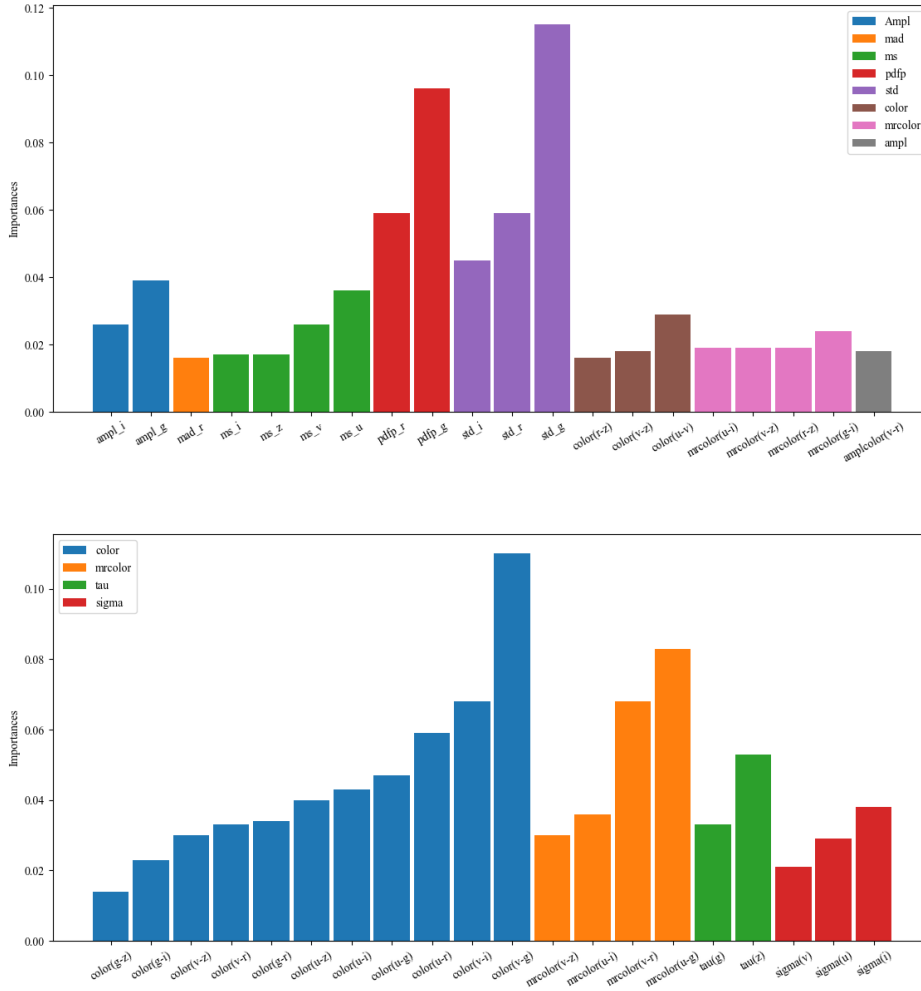 0.12
0.10
0.08
0.06
0.04
0.02
0.00
Importances
Ampl
mad
ms
pdfp
std
color
mrcolor
ampl
ampl_i
ampl_g
mad_r
ms_i
ms_z
ms_v
ms_u
pdfp_r
pdfp_g
std_i
std_r
std_g
color(r-z)
color(v-z)
color(u-v)
mrcolor(u-i)
mrcolor(v-z)
mrcolor(r-z)
mrcolor(g-i)
amplcolor(v-r)
color
mrcolor
tau
sigma
0.10
0.08
0.06
0.04
0.02
0.00
Importances
color(g-z)
color(g-i)
color(v-z)
color(v-r)
color(g-r)
color(u-z)
color(u-i)
color(u-g)
color(u-r)
color(v-i)
color(v-g)
mrcolor(v-z)
mrcolor(u-i)
mrcolor(v-r)
mrcolor(u-g)
tau(g)
tau(z)
sigma(v)
sigma(u)
sigma(i)